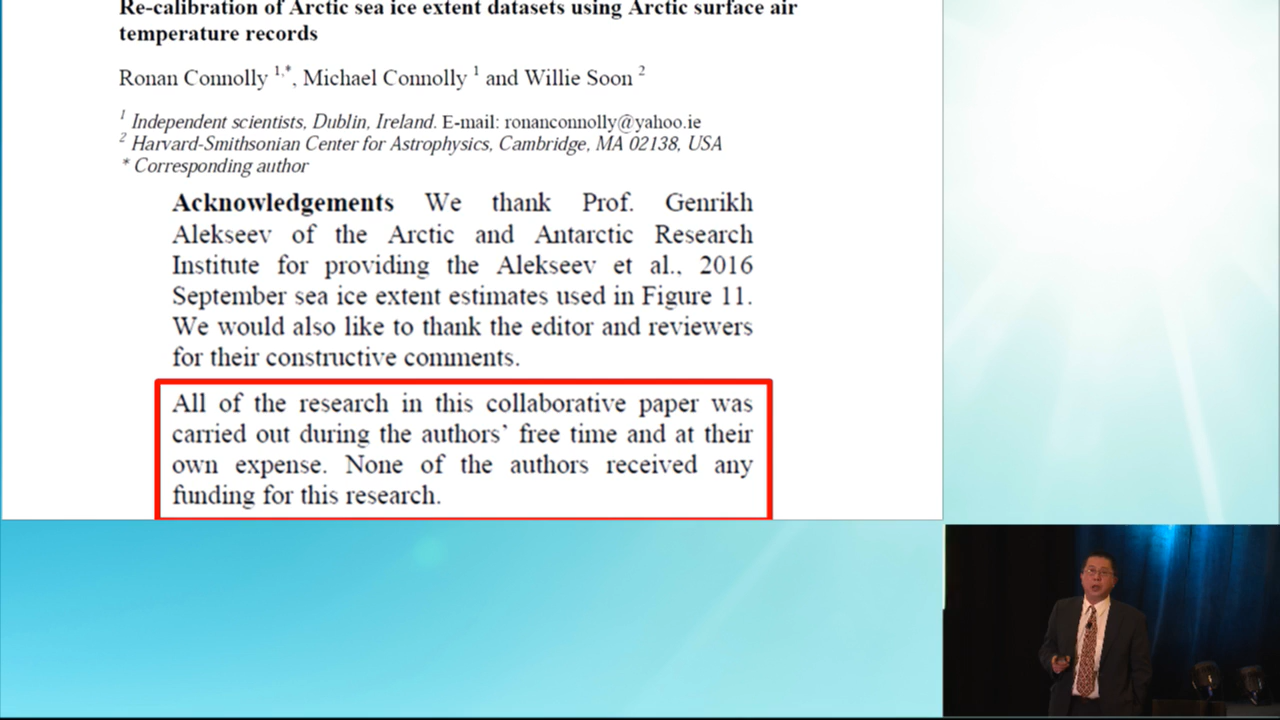 Re-calibration of Arctic sea ice extent datasets using Arctic surface air
temperature records
Ronan Connolly 1,*, Michael Connolly 1 and Willie Soon 2
1 Independent scientists, Dublin, Ireland. E-mail: ronanconnolly@yahoo.ie
2 Harvard-Smithsonian Center for Astrophysics, Cambridge, MA 02138, USA
* Corresponding author
Acknowledgements We thank Prof. Genrikh
Alekseev of the Arctic and Antarctic Research
Institute for providing the Alekseev et al., 2016
September sea ice extent estimates used in Figure 11.
We would also like to thank the editor and reviewers
for their constructive comments.
All of the research in this collaborative paper was
carried out during the authors' free time and at their
own expense. None of the authors received any
funding for this research.